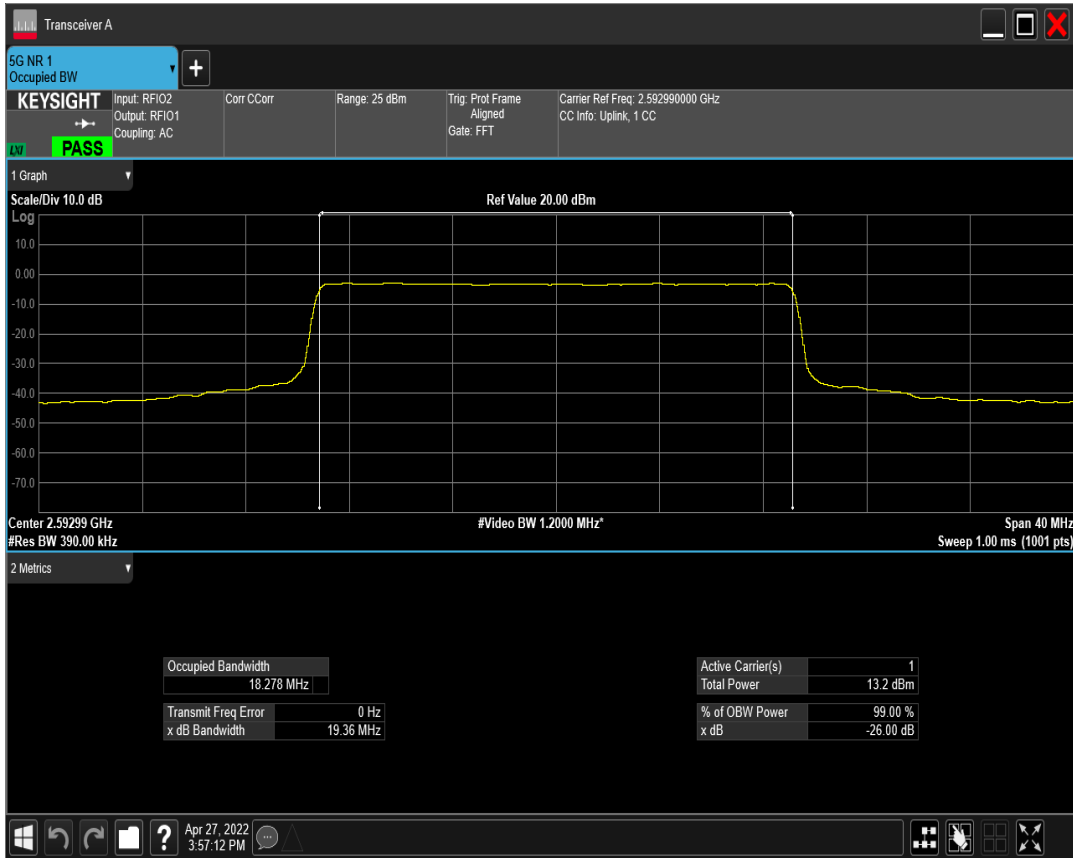 Transceiver A
5G NR 1
Occupied BW
KEYSIGHT
LXI
PASS
Input: RFIO2
Output: RFIO1
Coupling: AC
Corr CCorr
Range: 25 dBm
Trig: Prot Frame
Aligned
Gate: FFT
Carrier Ref Freq: 2.592990000 GHz
CC Info: Uplink, 1 CC
1 Graph
Scale/Div 10.0 dB
Ref Value 20.00 dBm
Log
10.0
0.00
-10.0
-20.0
-30.0
-40.0
-50.0
-60.0
-70.0
Center 2.59299 GHz
#Video BW 1.2000 MHz*
Span 40 MHz
#Res BW 390.00 kHz
Sweep 1.00 ms (1001 pts)
2 Metrics
Occupied Bandwidth
18.278 MHz
Transmit Freq Error 0 Hz
x dB Bandwidth 19.36 MHz
Active Carrier(s) 1
Total Power 13.2 dBm
% of OBW Power 99.00 %
x dB -26.00 dB
Apr 27, 2022
3:57:12 PM